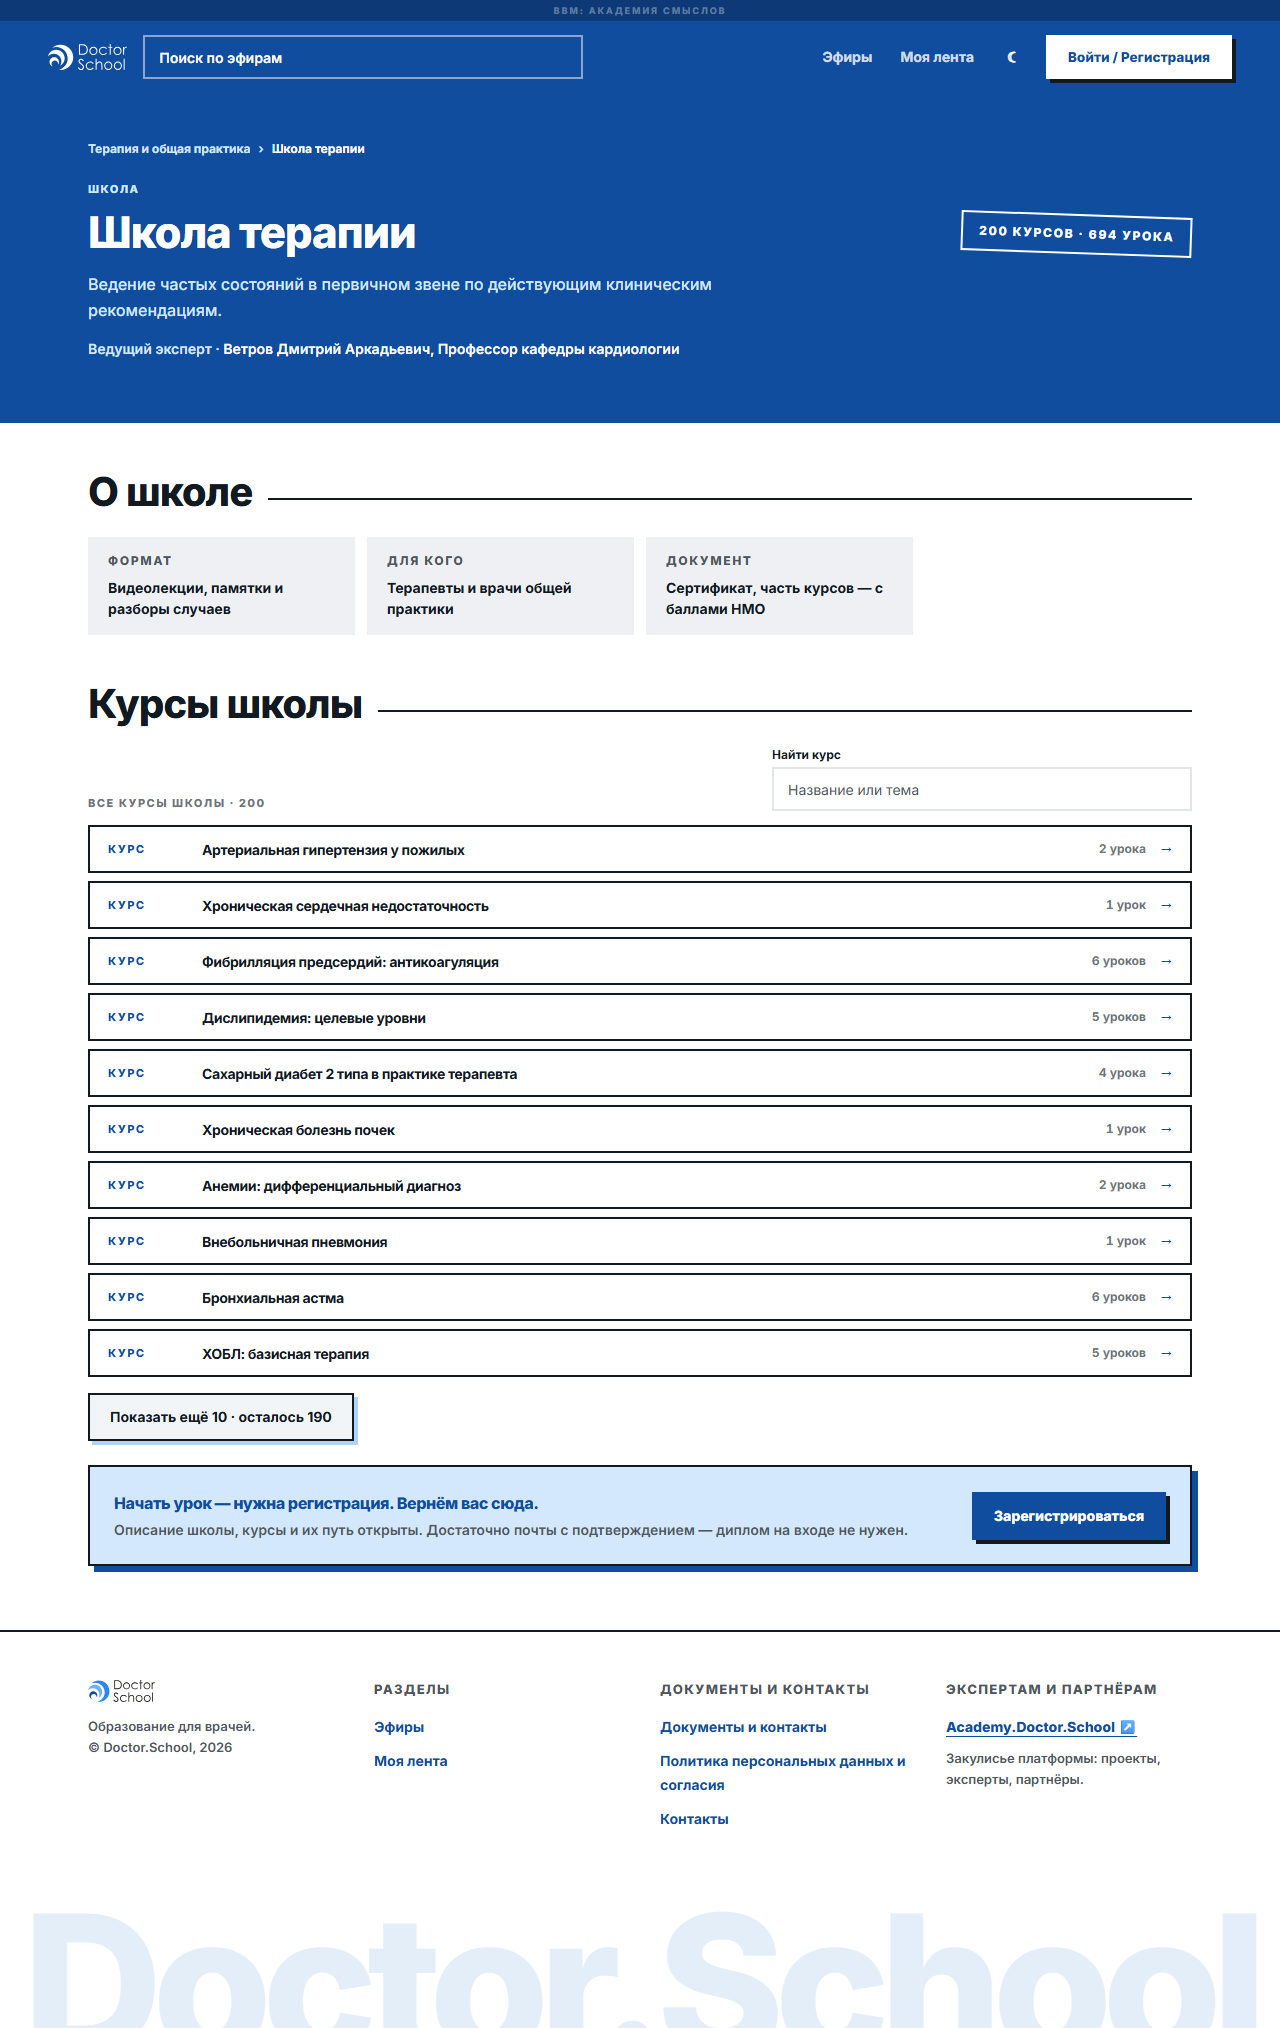 ВВМ: АКАДЕМИЯ СМЫСЛОВ
Doctor
School
Поиск по эфирам
Эфиры
Моя лента
Войти / Регистрация
Терапия и общая практика › Школа терапии
ШКОЛА
Школа терапии
200 КУРСОВ · 694 УРОКА
Ведение частых состояний в первичном звене по действующим клиническим
рекомендациям.
Ведущий эксперт · Ветров Дмитрий Аркадьевич, Профессор кафедры кардиологии
О школе
ФОРМАТ
Видеолекции, памятки и
разборы случаев
ДЛЯ КОГО
Терапевты и врачи общей
практики
ДОКУМЕНТ
Сертификат, часть курсов — с
баллами НМО
Курсы школы
Найти курс
Название или тема
ВСЕ КУРСЫ ШКОЛЫ · 200
КУРС Артериальная гипертензия у пожилых 2 урока →
КУРС Хроническая сердечная недостаточность 1 урок →
КУРС Фибрилляция предсердий: антикоагуляция 6 уроков →
КУРС Дислипидемия: целевые уровни 5 уроков →
КУРС Сахарный диабет 2 типа в практике терапевта 4 урока →
КУРС Хроническая болезнь почек 1 урок →
КУРС Анемии: дифференциальный диагноз 2 урока →
КУРС Внебольничная пневмония 1 урок →
КУРС Бронхиальная астма 6 уроков →
КУРС ХОБЛ: базисная терапия 5 уроков →
Показать ещё 10 · осталось 190
Начать урок — нужна регистрация. Вернём вас сюда.
Описание школы, курсы и их путь открыты. Достаточно почты с подтверждением — диплом на входе не нужен.
Зарегистрироваться
Doctor
School
Образование для врачей.
© Doctor.School, 2026
РАЗДЕЛЫ
Эфиры
Моя лента
ДОКУМЕНТЫ И КОНТАКТЫ
Документы и контакты
Политика персональных данных и
согласия
Контакты
ЭКСПЕРТАМ И ПАРТНЁРАМ
Academy.Doctor.School ↗
Закулисье платформы: проекты,
эксперты, партнёры.
Doctor.School